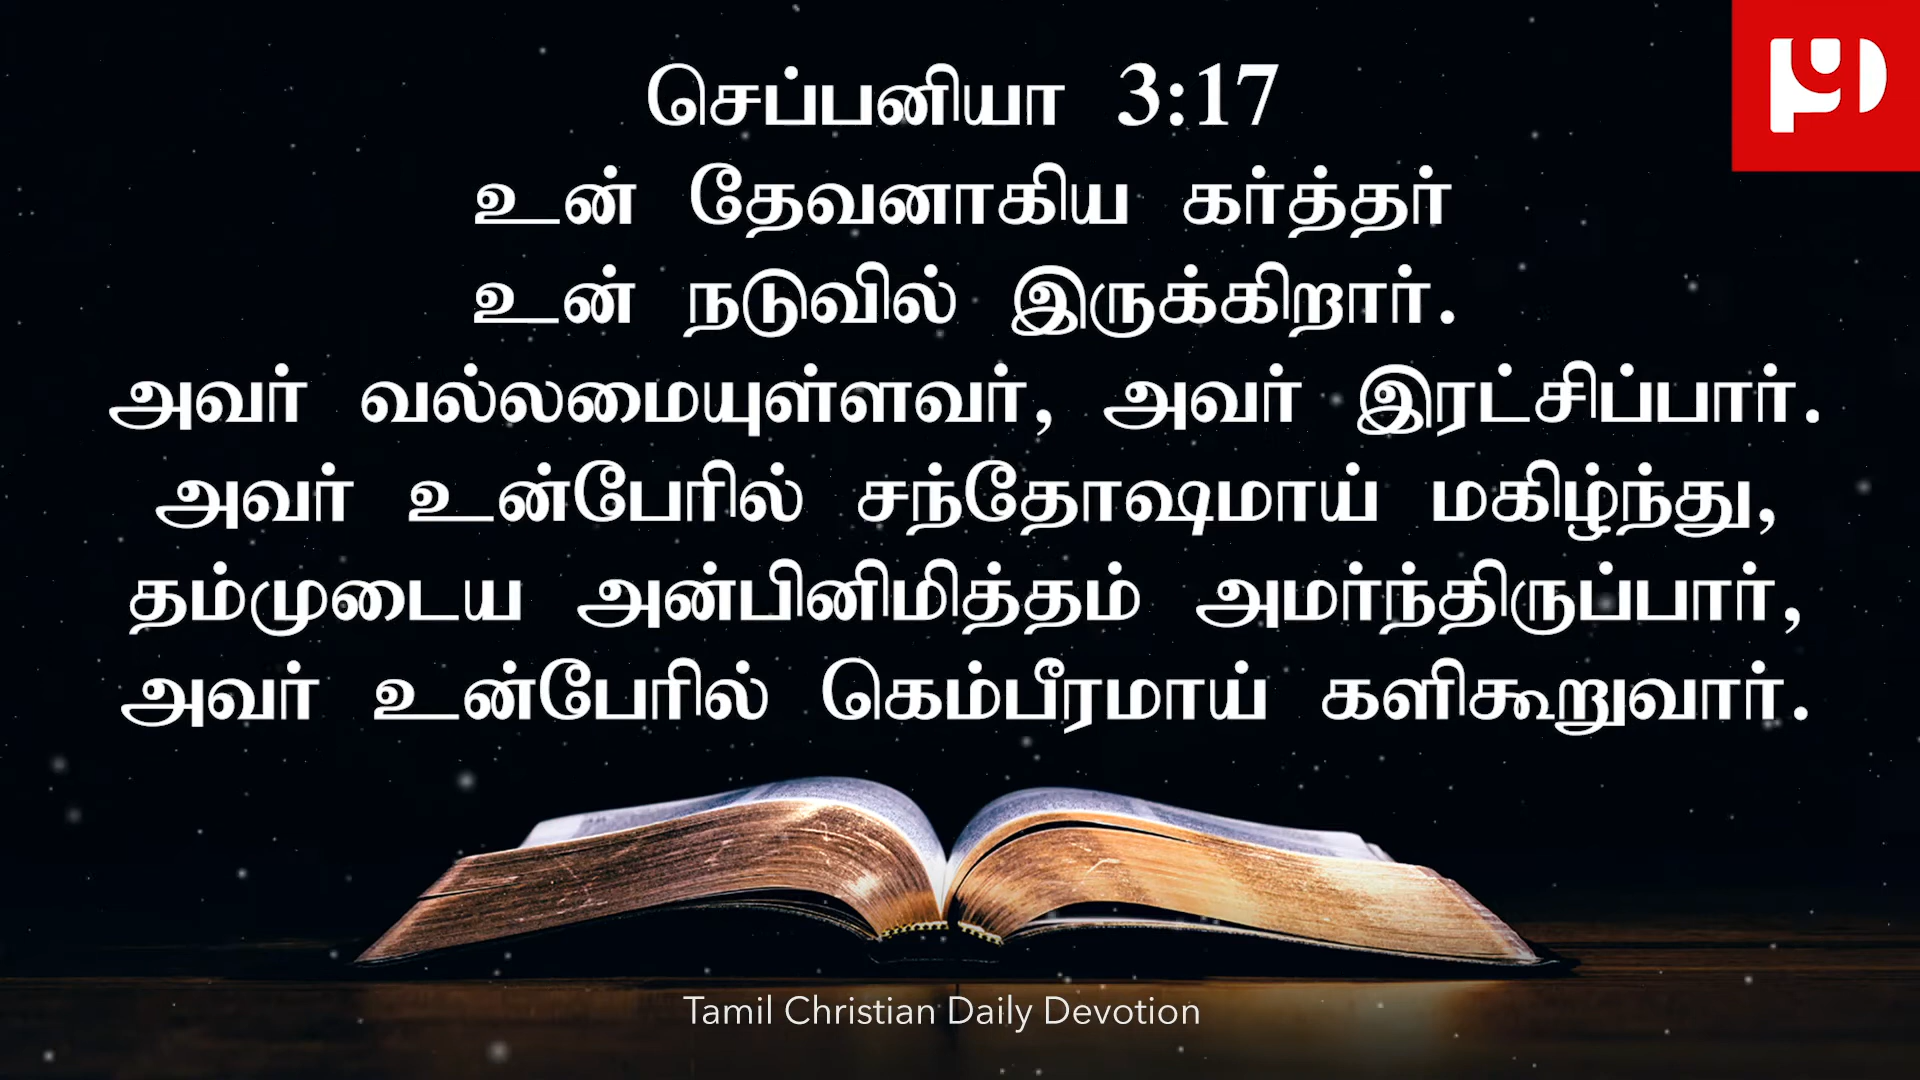 செப்பனியா 3:17
உன் தேவனாகிய கர்த்தர்
உன் நடுவில் இருக்கிறார்.
அவர் வல்லமையுள்ளவர், அவர் இரட்சிப்பார்.
அவர் உன்பேரில் சந்தோஷமாய் மகிழ்ந்து,
தம்முடைய அன்பினிமித்தம் அமர்ந்திருப்பார்,
அவர் உன்பேரில் கெம்பீரமாய் களிகூறுவார்.
Tamil Christian Daily Devotion